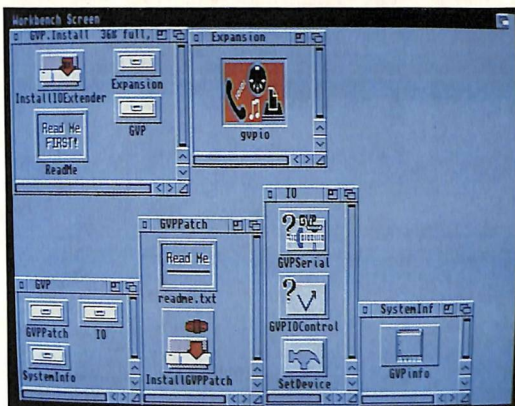 Workbench Screen
GVP.Install 36% full,
InstallIOExtender
Expansion
GVP
Read Me
FIRST!
ReadMe
Expansion
gvpio
GVPPatch
Read Me
readme.txt
InstallGVPPatch
IO
GVP
GVPSerial
GVPIOControl
SetDevice
GVP
GVPPatch
IO
SystemInfo
SystemInf
GVPinfo